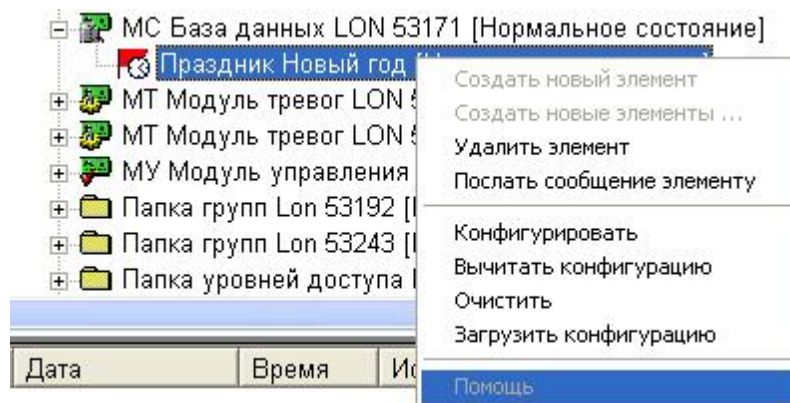 МС База данных LON 53171 [Нормальное состояние]
Праздник Новый год
МТ Модуль тревог LON
МТ Модуль тревог LON
МУ Модуль управления
Папка групп Lon 53192
Папка групп Lon 53243
Папка уровней доступа
Создать новый элемент
Создать новые элементы ...
Удалить элемент
Послать сообщение элементу
Конфигурировать
Вычитать конфигурацию
Очистить
Загрузить конфигурацию
Помощь
Дата Время